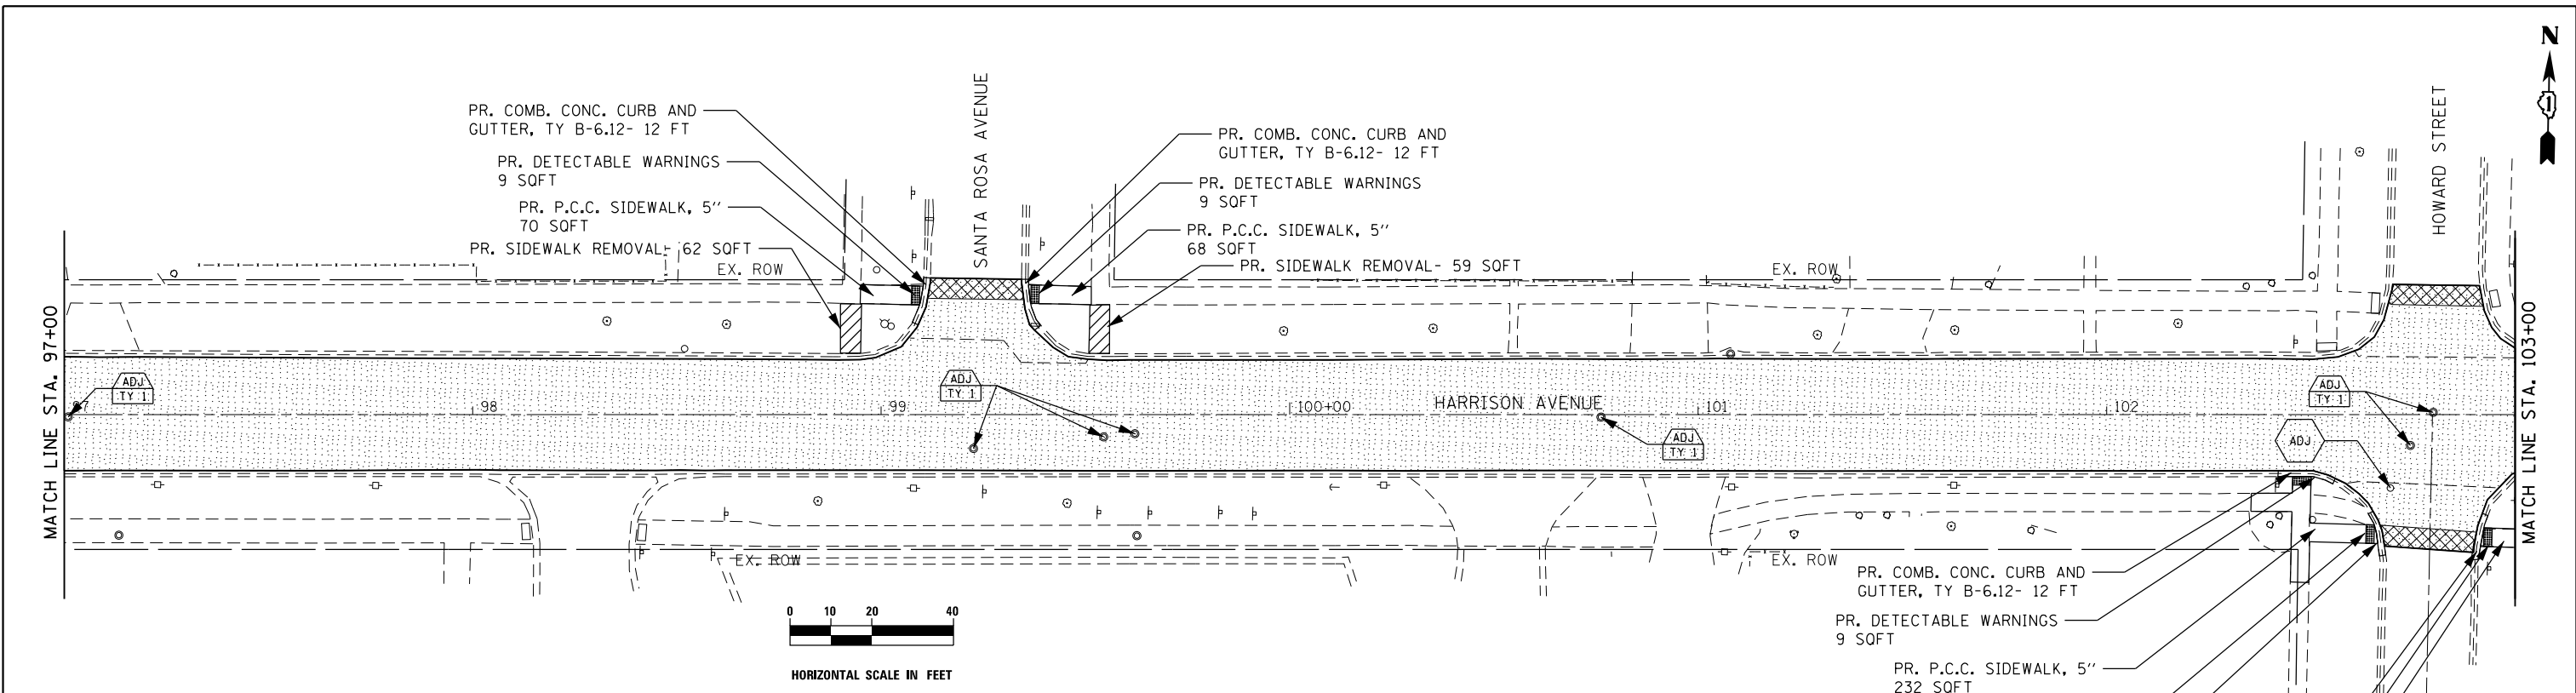 N
1
SANTA ROSA AVENUE
HOWARD STREET
PR. COMB. CONC. CURB AND
GUTTER, TY B-6.12- 12 FT
PR. DETECTABLE WARNINGS
9 SQFT
PR. P.C.C. SIDEWALK, 5''
70 SQFT
PR. SIDEWALK REMOVAL- 62 SQFT
PR. COMB. CONC. CURB AND
GUTTER, TY B-6.12- 12 FT
PR. DETECTABLE WARNINGS
9 SQFT
PR. P.C.C. SIDEWALK, 5''
68 SQFT
PR. SIDEWALK REMOVAL- 59 SQFT
EX. ROW
EX. ROW
MATCH LINE STA. 97+00
MATCH LINE STA. 103+00
ADJ
TY 1
ADJ
TY 1
ADJ
TY 1
ADJ
TY 1
ADJ
97
98
99
100+00
HARRISON AVENUE
101
102
EX. ROW
EX. ROW
PR. COMB. CONC. CURB AND
GUTTER, TY B-6.12- 12 FT
PR. DETECTABLE WARNINGS
9 SQFT
PR. P.C.C. SIDEWALK, 5''
232 SQFT
0 10 20 40
HORIZONTAL SCALE IN FEET